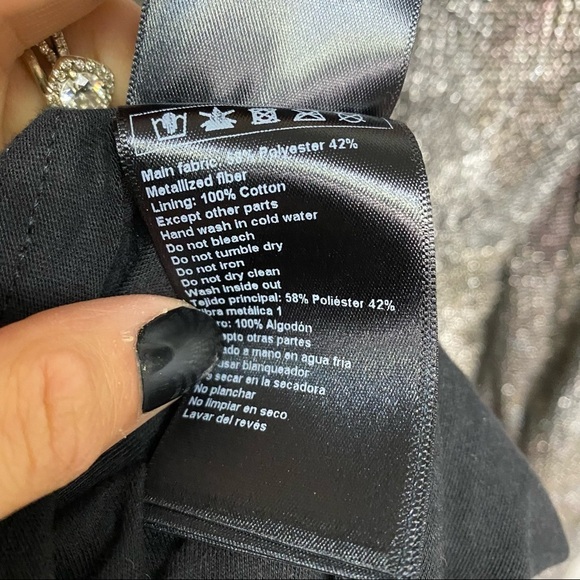 Main fabric: 58% Polyester 42%
Metallized fiber
Lining: 100% Cotton
Except other parts
Hand wash in cold water
Do not bleach
Do not tumble dry
Do not iron
Do not dry clean
Wash inside out
Tejido principal: 58% Poliéster 42%
metálica 1
100% Algodón
otras partes
a mano en agua fría
blanqueador
secar en la secadora
No planchar
No limpiar en seco
Lavar del revés